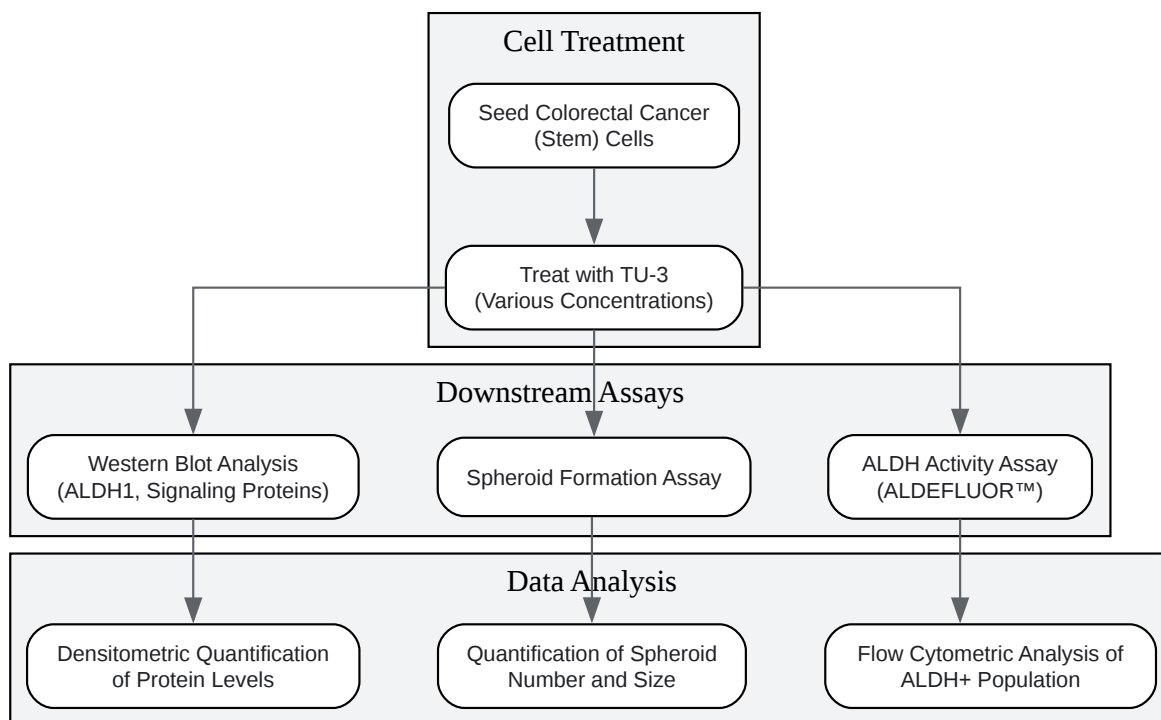 Cell Treatment
Seed Colorectal Cancer
(Stem) Cells
Treat with TU-3
(Various Concentrations)
Downstream Assays
Western Blot Analysis
(ALDH1, Signaling Proteins)
Spheroid Formation Assay
ALDH Activity Assay
(ALDEFLUOR™)
Data Analysis
Densitometric Quantification
of Protein Levels
Quantification of Spheroid
Number and Size
Flow Cytometric Analysis of
ALDH+ Population